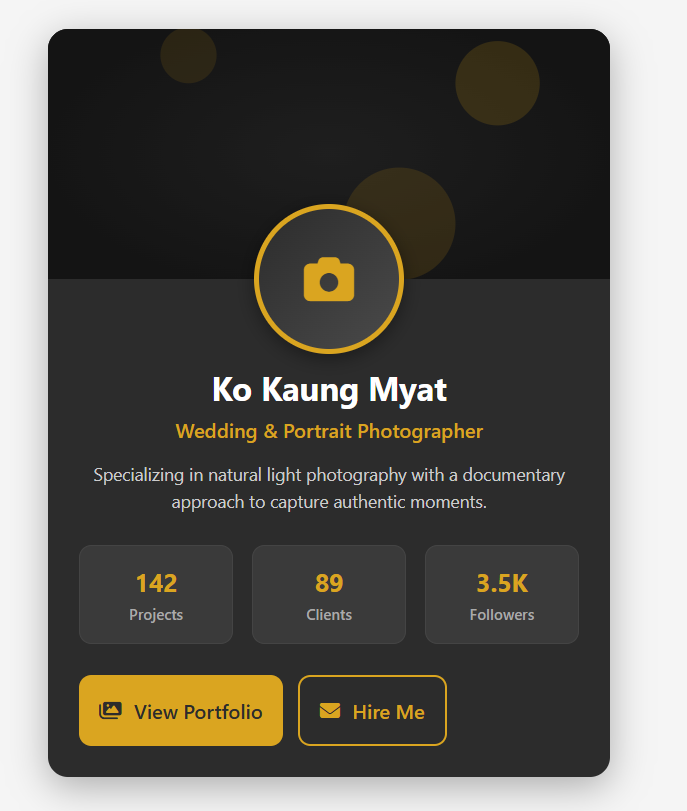 Ko Kaung Myat
Wedding & Portrait Photographer
Specializing in natural light photography with a documentary
approach to capture authentic moments.
142
Projects
89
Clients
3.5K
Followers
View Portfolio
Hire Me